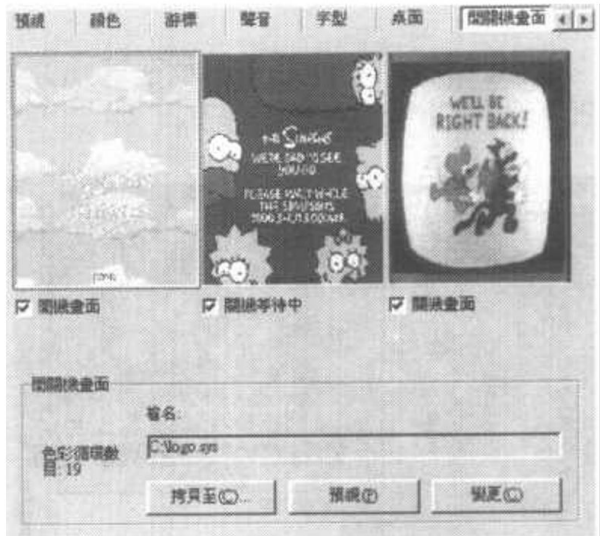 預視 顏色 游標 聲音 字型 桌面 開關機畫面
THE SIMPSONS
WE'RE SAD TO SEE
YOU GO.
PLEASE WAIT WHILE
THE SIMPSONS
WE'LL BE
RIGHT BACK!
開機畫面 關機等待中 關機畫面
開關機畫面
檔名:
色彩循環數
目: 19
C:\logo.sys
拷貝至(C)... 預視(P) 變更(C)